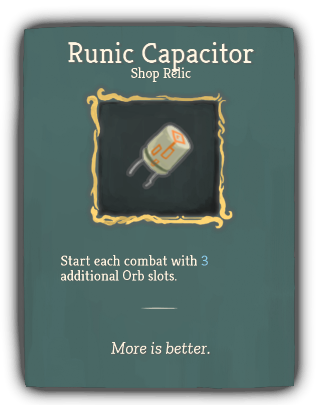 Runic Capacitor
Shop Relic
Start each combat with 3
additional Orb slots.
More is better.